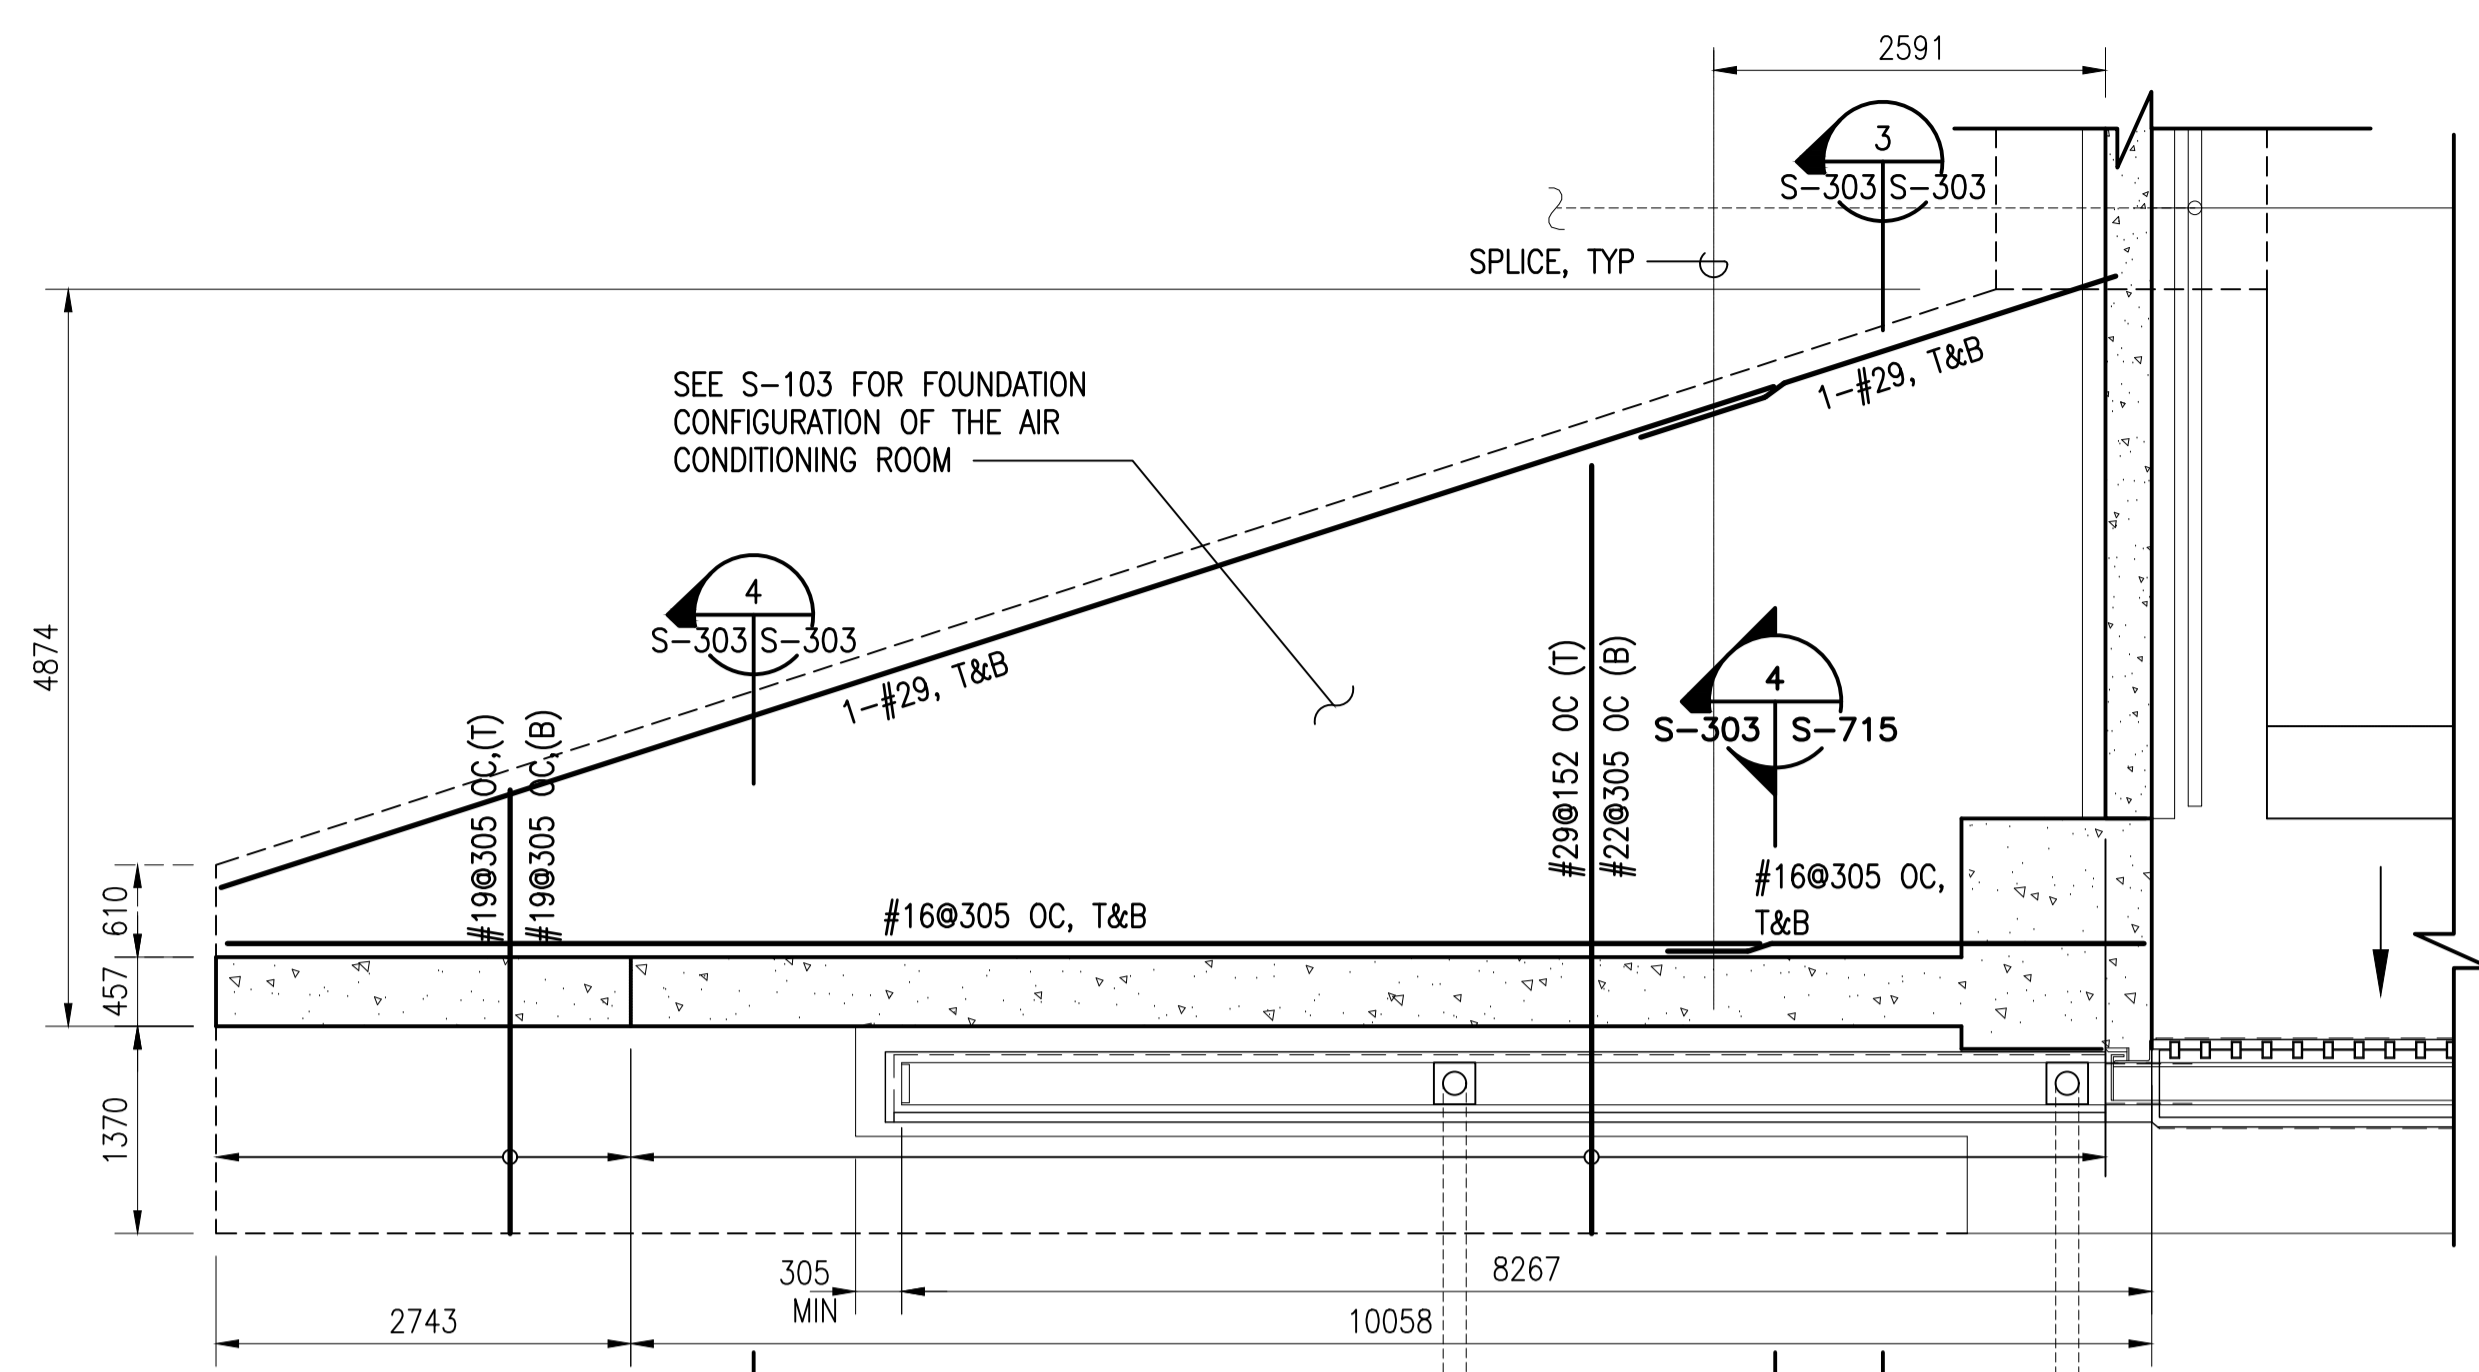 2591
3
S-303 S-303
SPLICE, TYP
1-#29, T&B
SEE S-103 FOR FOUNDATION
CONFIGURATION OF THE AIR
CONDITIONING ROOM
4
S-303 S-303
1-#29, T&B
4874
#19@305 OC,(T)
#19@305 OC,(B)
#29@152 OC (T)
#22@305 OC (B)
4
S-303 S-715
#16@305 OC,
T&B
#16@305 OC, T&B
610
457
1370
305
MIN
8267
2743
10058